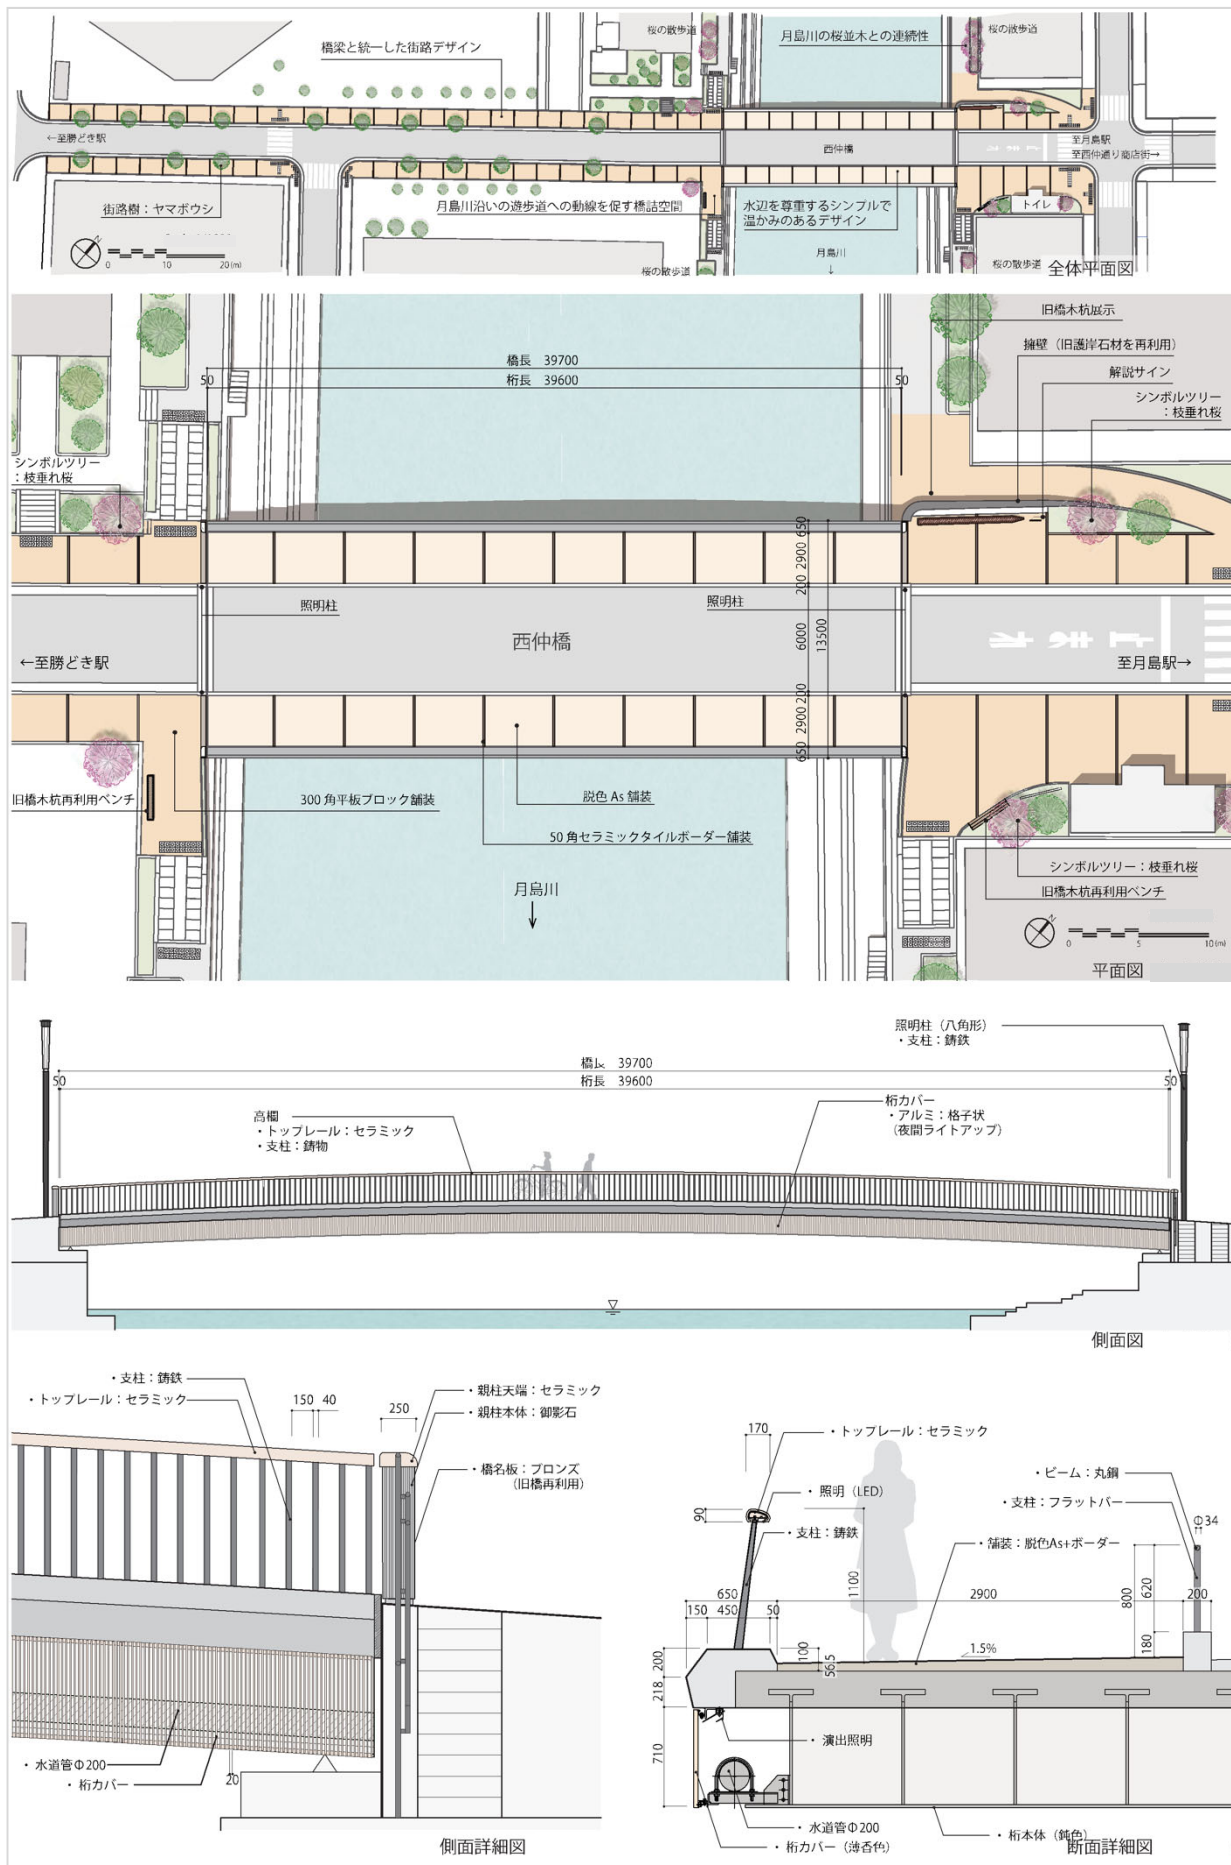 橋梁と統一した街路デザイン
桜の散歩道
月島川の桜並木との連続性
桜の散歩道
←至勝どき駅
西仲橋
至月島駅
至西仲通り商店街→
街路樹：ヤマボウシ
月島川沿いの遊歩道への動線を促す橋詰空間
水辺を尊重するシンプルで
温かみのあるデザイン
トイレ
0 10 20 (m)
桜の散歩道
月島川
↓
桜の散歩道
全体平面図
旧橋木杭展示
橋長 39700
擁壁（旧護岸石材を再利用）
50 桁長 39600 50
解説サイン
シンボルツリー
：枝垂れ桜
シンボルツリー
：枝垂れ桜
650
2900
200
照明柱
照明柱
6000
13500
西仲橋
止まれ
←至勝どき駅
至月島駅→
200
2900
650
旧橋木杭再利用ベンチ
300 角平板ブロック舗装
脱色 As 舗装
50 角セラミックタイルボーダー舗装
シンボルツリー：枝垂れ桜
月島川
↓
旧橋木杭再利用ベンチ
N
0 5 10 (m)
平面図
照明柱（八角形）
・支柱：鋳鉄
橋長 39700
50 桁長 39600 50
高欄
・トップレール：セラミック
・支柱：鋳物
桁カバー
・アルミ：格子状
（夜間ライトアップ）
側面図
・支柱：鋳鉄
・トップレール：セラミック
150 40
250
・親柱天端：セラミック
・親柱本体：御影石
・橋名板：ブロンズ
（旧橋再利用）
・水道管Φ200
・桁カバー
20
側面詳細図
170
・トップレール：セラミック
・ビーム：丸鋼
・照明（LED）
・支柱：フラットバー
90
Φ34
・支柱：鋳鉄
・舗装：脱色As+ボーダー
1100
650
2900
800
620
200
150 450 50
180
200
100
56.5
1.5%
218
710
・演出照明
・水道管Φ200
・桁カバー（薄香色）
・桁本体（鈍色）
断面詳細図